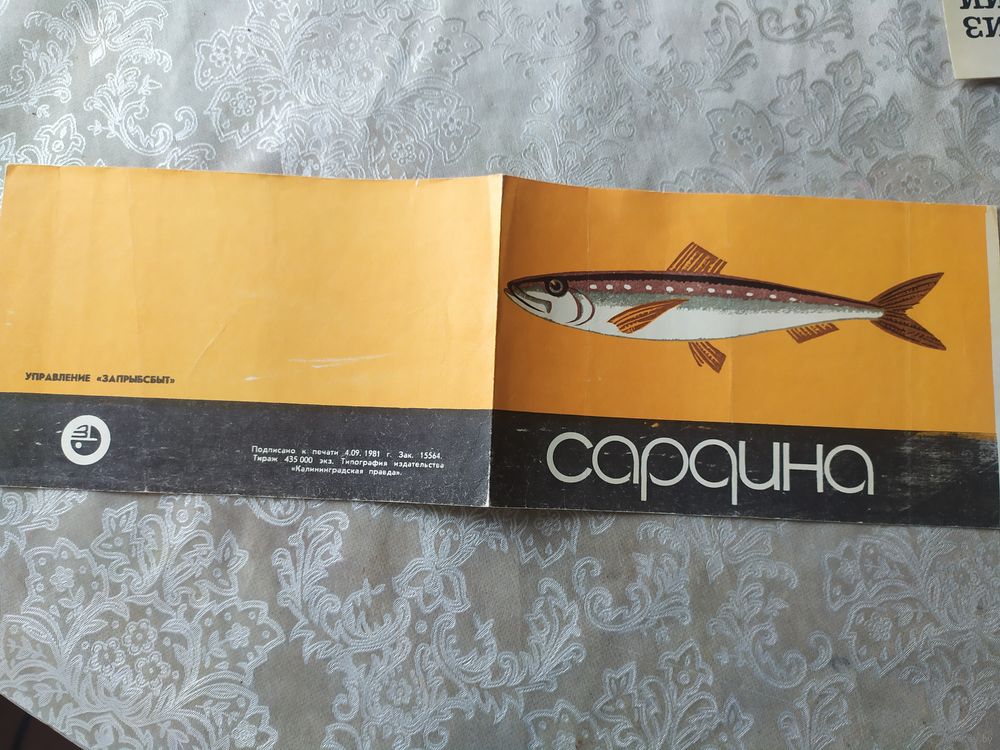 УПРАВЛЕНИЕ «ЗАПРЫБСБЫТ»
Подписано к печати 4.09. 1981 г. Зак. 15564.
Тираж 435 000 экз. Типография издательства
«Калининградская правда».
сардина